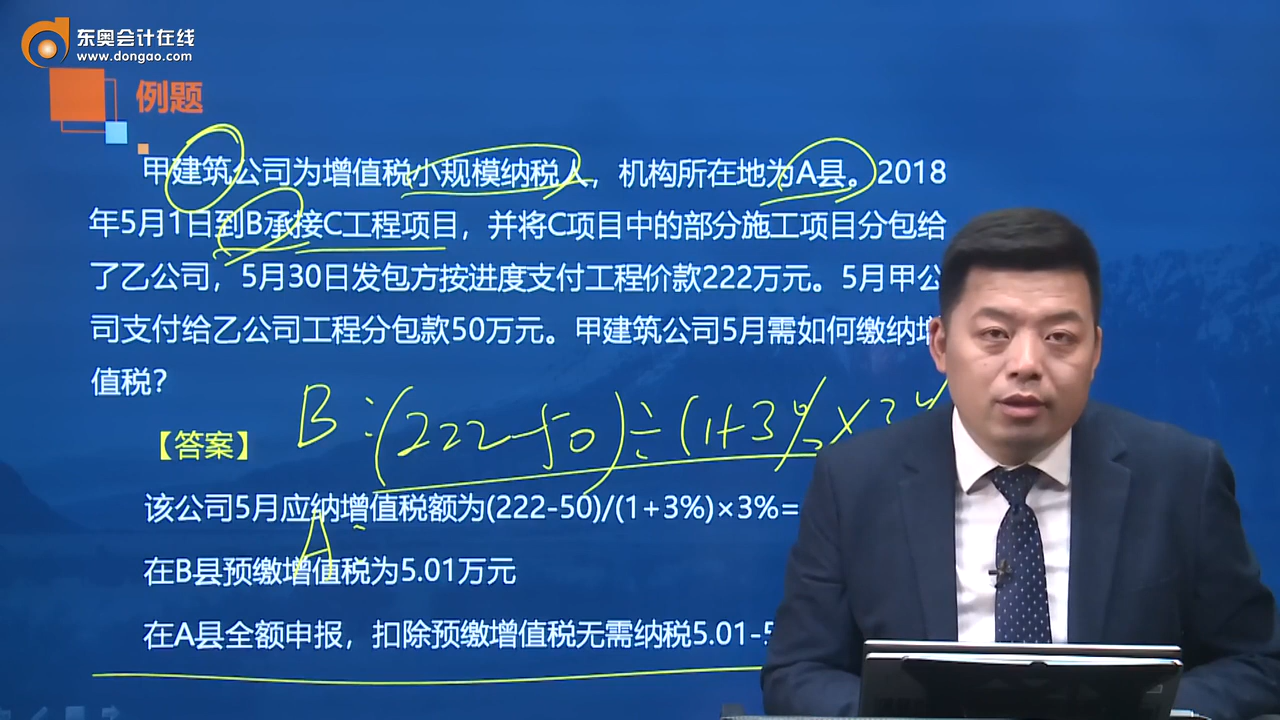 东奥会计在线
www.dongao.com
例题
甲建筑公司为增值税小规模纳税人，机构所在地为A县。2018
年5月1日到B承接C工程项目，并将C项目中的部分施工项目分包给
了乙公司，5月30日发包方按进度支付工程价款222万元。5月甲公
司支付给乙公司工程分包款50万元。甲建筑公司5月需如何缴纳增
值税？
B:(222-50)÷(1+3%×3%
【答案】
该公司5月应纳增值税额为(222-50)/(1+3%)×3%=
A
在B县预缴增值税为5.01万元
在A县全额申报，扣除预缴增值税无需纳税5.01-5